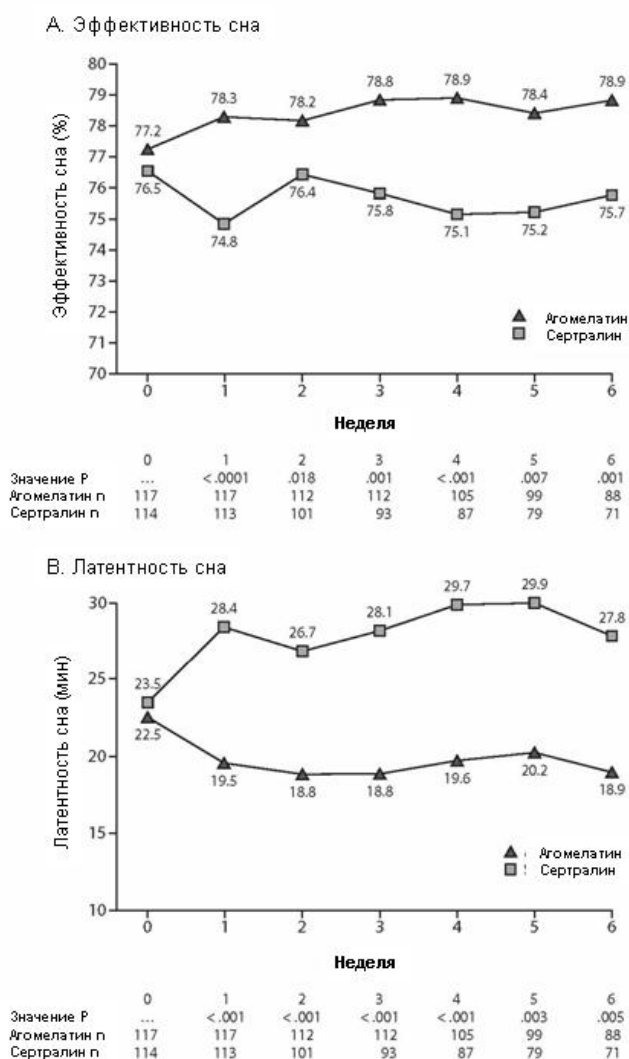 А. Эффективность сна
Эффективность сна (%)
80
79
78
77
76
75
74
73
72
71
70
77.2
78.3
78.2
78.8
78.9
78.4
78.9
76.5
74.8
76.4
75.8
75.1
75.2
75.7
Агомелатин
Сертралин
0 1 2 3 4 5 6
Неделя
0 1 2 3 4 5 6
Значение Р ... <.0001 .018 .001 <.001 .007 .001
Агомелатин n 117 117 112 112 105 99 88
Сертралин n 114 113 101 93 87 79 71
В. Латентность сна
Латентность сна (мин)
30
25
20
15
10
23.5
28.4
26.7
28.1
29.7
29.9
27.8
22.5
19.5
18.8
18.8
19.6
20.2
18.9
Агомелатин
Сертралин
0 1 2 3 4 5 6
Неделя
0 1 2 3 4 5 6
Значение Р ... <.001 <.001 <.001 <.001 .003 .005
Агомелатин n 117 117 112 112 105 99 88
Сертралин n 114 113 101 93 87 79 71